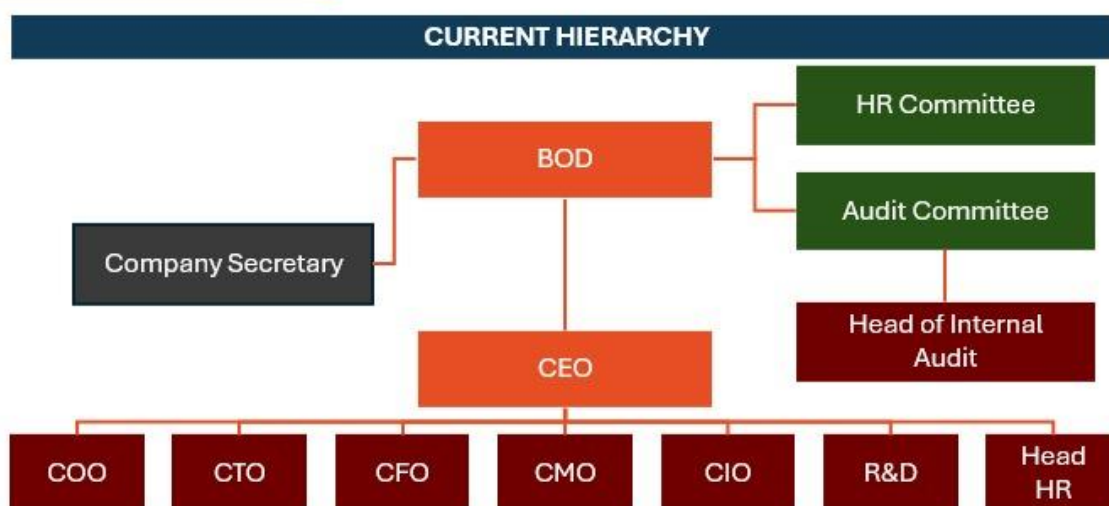 CURRENT HIERARCHY
HR Committee
BOD
Audit Committee
Company Secretary
Head of Internal
Audit
CEO
COO
CTO
CFO
CMO
CIO
R&D
Head
HR